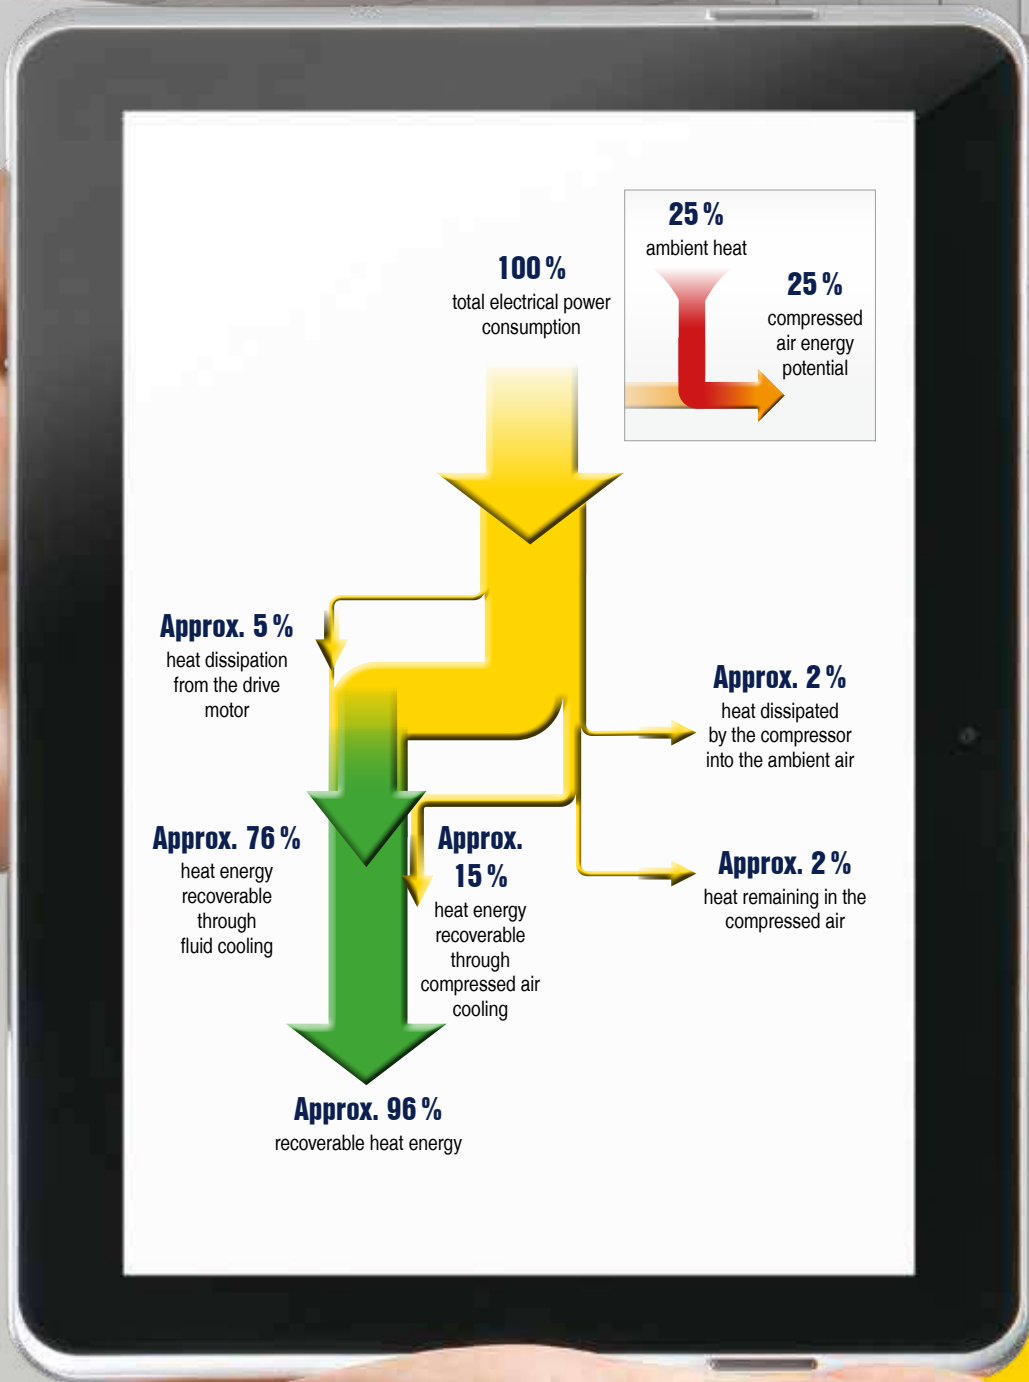 25 %
ambient heat
25 %
compressed
air energy
potential
100 %
total electrical power
consumption
Approx. 5 %
heat dissipation
from the drive
motor
Approx. 2 %
heat dissipated
by the compressor
into the ambient air
Approx. 76 %
heat energy
recoverable
through
fluid cooling
Approx.
15 %
heat energy
recoverable
through
compressed air
cooling
Approx. 2 %
heat remaining in the
compressed air
Approx. 96 %
recoverable heat energy